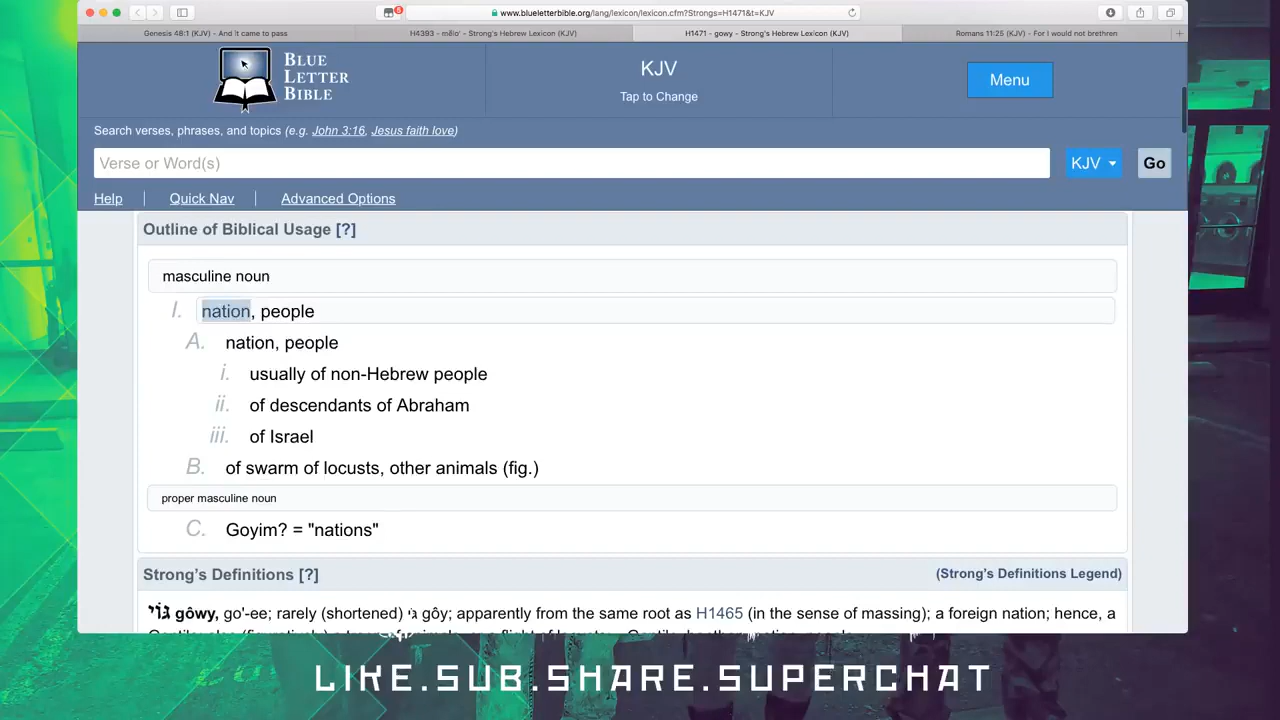 www.blueletterbible.org/lang/lexicon/lexicon.cfm?Strongs=H1471&t=KJV
Genesis 48:1 (KJV) - And it came to pass
H4393 - mᵊlo' - Strong's Hebrew Lexicon (KJV)
H1471 - gowy - Strong's Hebrew Lexicon (KJV)
Romans 11:25 (KJV) - For I would not brethren
BLUE
LETTER
BIBLE
KJV
Tap to Change
Menu
Search verses, phrases, and topics (e.g. John 3:16, Jesus faith love)
Verse or Word(s)
KJV
Go
Help
Quick Nav
Advanced Options
Outline of Biblical Usage [?]
masculine noun
I. nation, people
A. nation, people
i. usually of non-Hebrew people
ii. of descendants of Abraham
iii. of Israel
B. of swarm of locusts, other animals (fig.)
proper masculine noun
C. Goyim? = "nations"
Strong's Definitions [?]
(Strong's Definitions Legend)
גּוֹי gôwy, go'-ee; rarely (shortened) גּי gôy; apparently from the same root as H1465 (in the sense of massing); a foreign nation; hence, a
LIKE.SUB.SHARE.SUPERCHAT